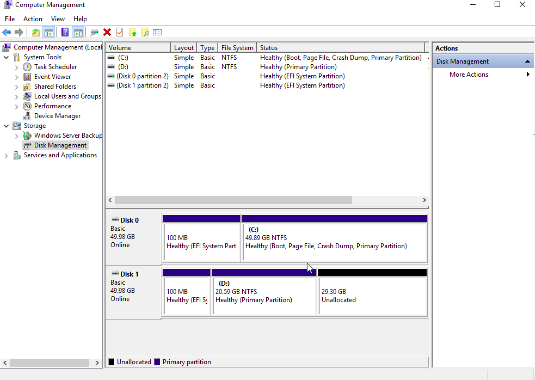 Computer Management
File Action View Help
Computer Management (Local
System Tools
Task Scheduler
Event Viewer
Shared Folders
Local Users and Groups
Performance
Device Manager
Storage
Windows Server Backup
Disk Management
Services and Applications
Volume Layout Type File System Status
(C:) Simple Basic NTFS Healthy (Boot, Page File, Crash Dump, Primary Partition)
(D:) Simple Basic NTFS Healthy (Primary Partition)
(Disk 0 partition 2) Simple Basic Healthy (EFI System Partition)
(Disk 1 partition 2) Simple Basic Healthy (EFI System Partition)
Disk 0
Basic
49.98 GB
Online
100 MB
Healthy (EFI System Part
(C:)
49.89 GB NTFS
Healthy (Boot, Page File, Crash Dump, Primary Partition)
Disk 1
Basic
49.98 GB
Online
100 MB
Healthy (EFI Sy
(D:)
20.59 GB NTFS
Healthy (Primary Partition)
29.30 GB
Unallocated
Unallocated Primary partition
Actions
Disk Management
More Actions